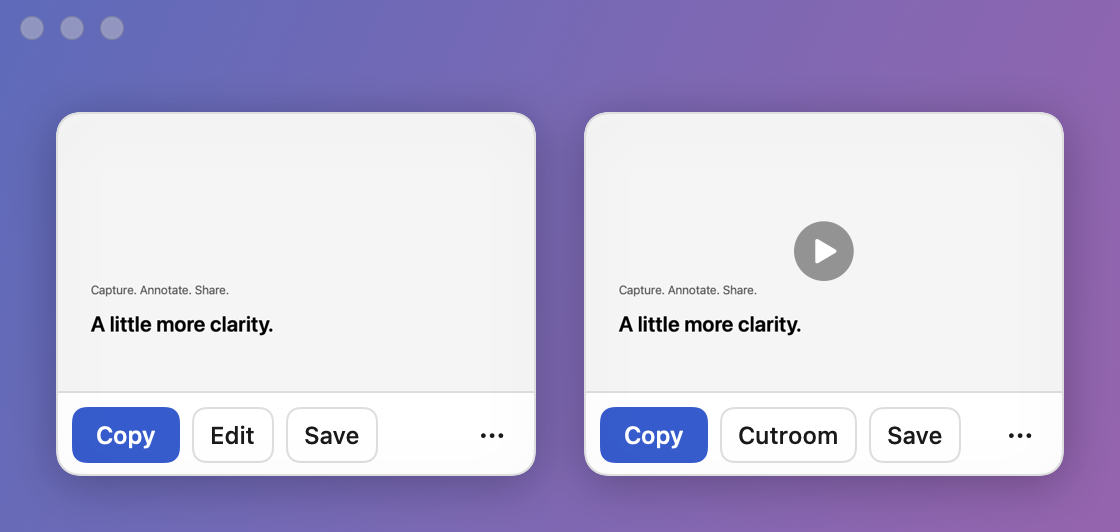 Capture. Annotate. Share.
A little more clarity.
Copy
Edit
Save
Capture. Annotate. Share.
A little more clarity.
Copy
Cutroom
Save